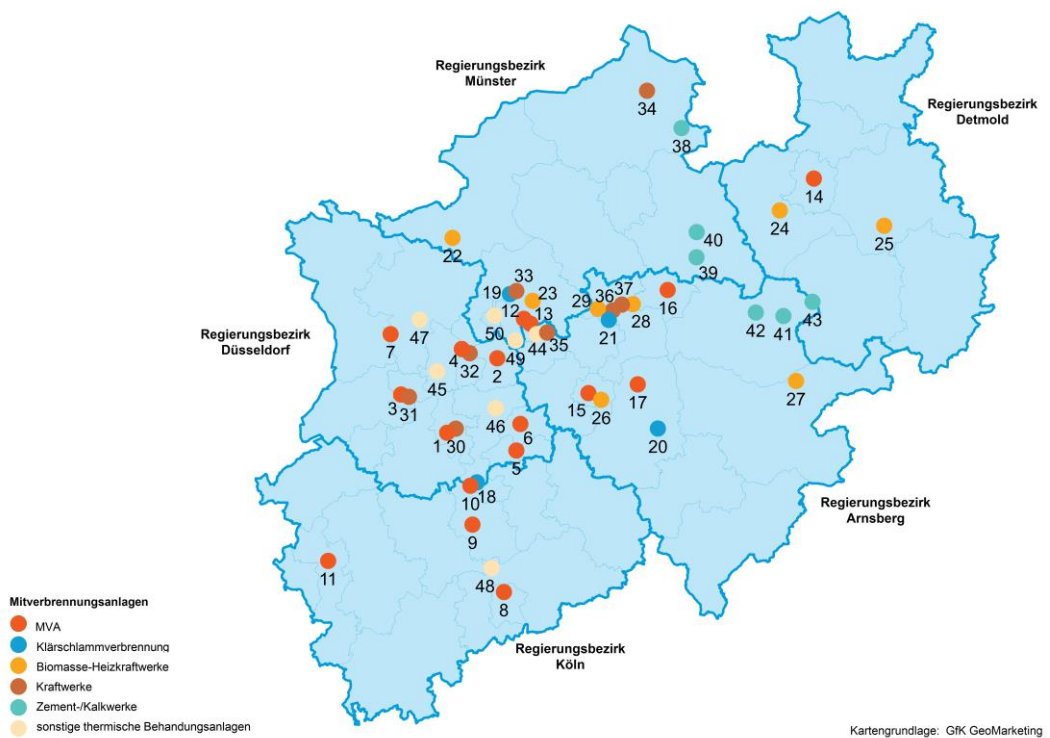 Regierungsbezirk
Münster
34
Regierungsbezirk
Detmold
38
14
24
25
40
39
22
33
19
23
12
13
50
49
44
35
37
36
29
28
21
16
43
42
41
Regierungsbezirk
Düsseldorf
47
7
4
32
2
45
3
31
46
6
1
30
5
15
26
17
20
27
10
18
9
11
48
8
Regierungsbezirk
Arnsberg
Regierungsbezirk
Köln
Mitverbrennungsanlagen
MVA
Klärschlammverbrennung
Biomasse-Heizkraftwerke
Kraftwerke
Zement-/Kalkwerke
sonstige thermische Behandungsanlagen
Kartengrundlage: GfK GeoMarketing